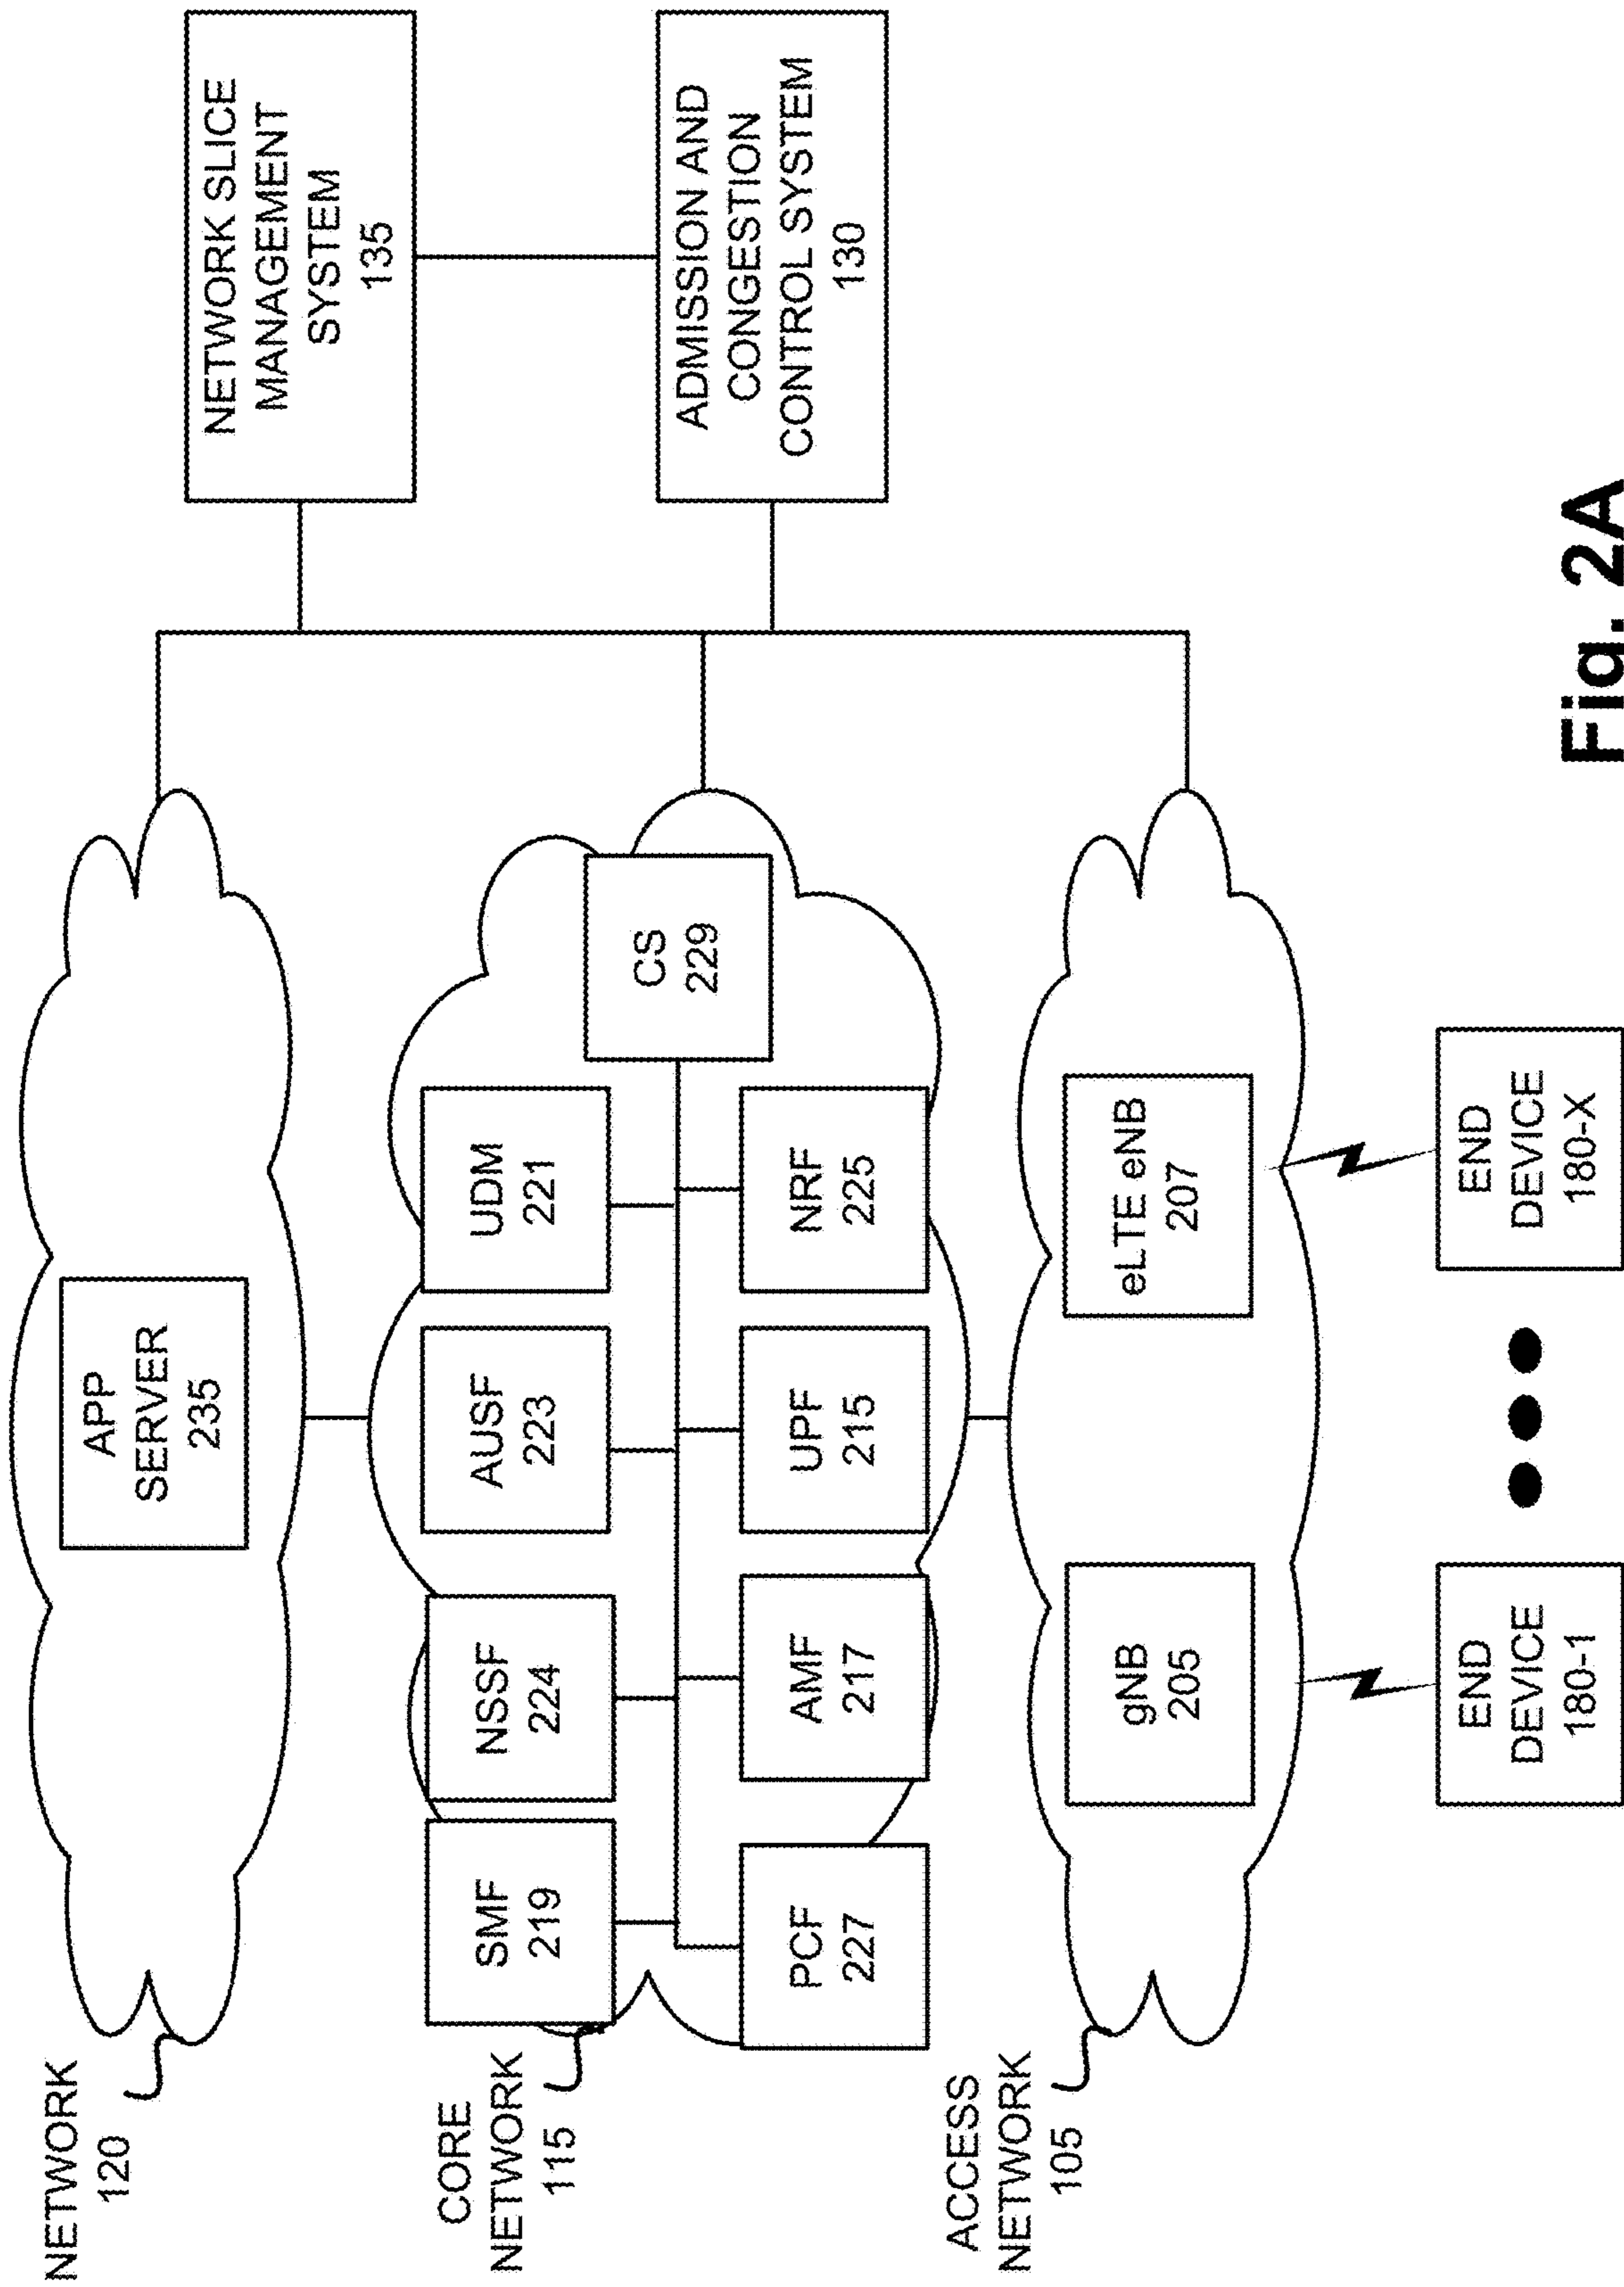 NETWORK
120
APP
SERVER
235
NETWORK SLICE
MANAGEMENT
SYSTEM
135
CORE
NETWORK
115
SMF
219
NSSF
224
AUSF
223
UDM
221
CS
229
PCF
227
AMF
217
UPF
215
NRF
225
ADMISSION AND
CONGESTION
CONTROL SYSTEM
130
ACCESS
NETWORK
105
gNB
205
eLTE eNB
207
END
DEVICE
180-1
END
DEVICE
180-X
Fig. 2A